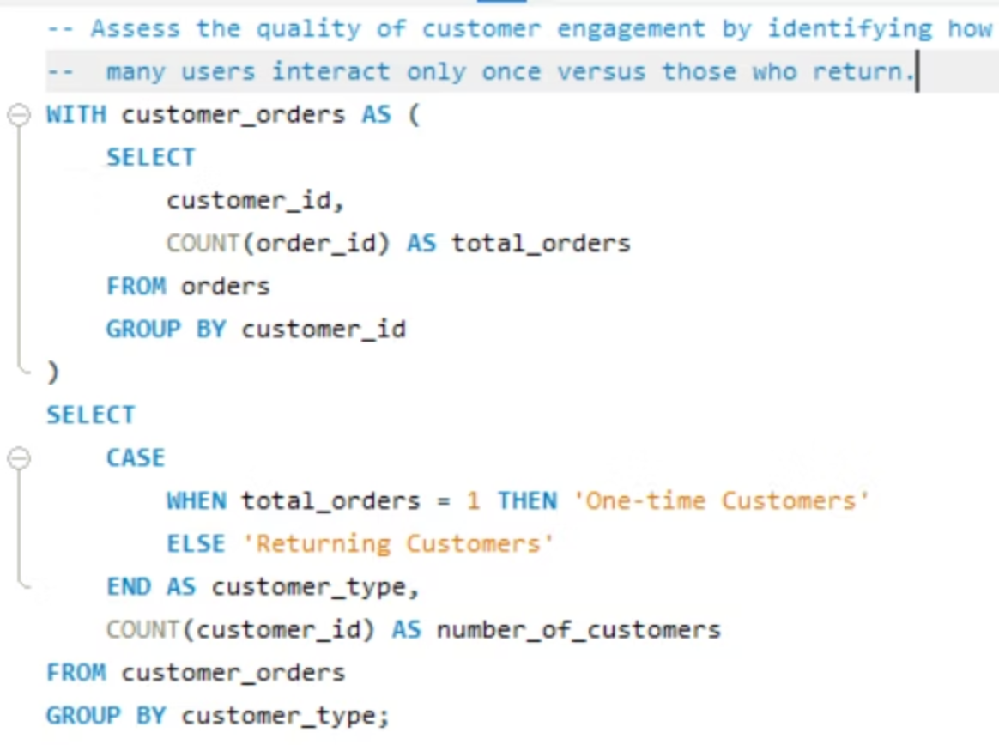 -- Assess the quality of customer engagement by identifying how
--  many users interact only once versus those who return.
WITH customer_orders AS (
    SELECT
        customer_id,
        COUNT(order_id) AS total_orders
    FROM orders
    GROUP BY customer_id
)
SELECT
    CASE
        WHEN total_orders = 1 THEN 'One-time Customers'
        ELSE 'Returning Customers'
    END AS customer_type,
    COUNT(customer_id) AS number_of_customers
FROM customer_orders
GROUP BY customer_type;